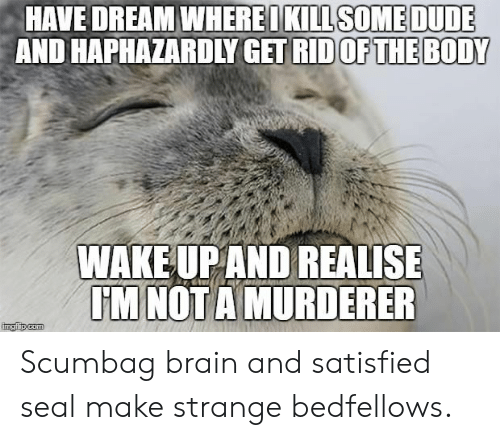 HAVE DREAM WHERE I KILL SOME DUDE
AND HAPHAZARDLY GET RID OF THE BODY
WAKE UP AND REALISE
I'M NOT A MURDERER
imgflip.com
Scumbag brain and satisfied
seal make strange bedfellows.